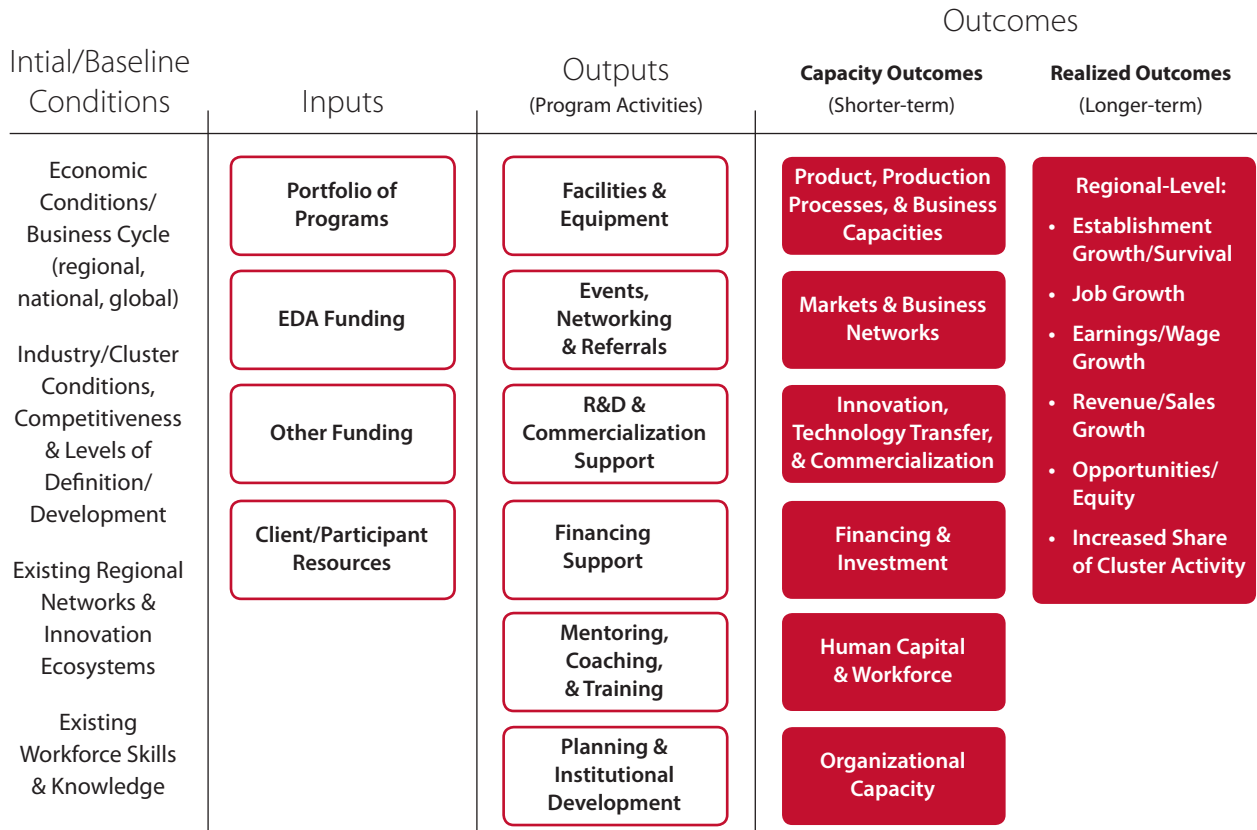 Outcomes
Intial/Baseline
Conditions
Inputs
Outputs
(Program Activities)
Capacity Outcomes
(Shorter-term)
Realized Outcomes
(Longer-term)
Economic
Conditions/
Business Cycle
(regional,
national, global)
Industry/Cluster
Conditions,
Competitiveness
& Levels of
Definition/
Development
Existing Regional
Networks &
Innovation
Ecosystems
Existing
Workforce Skills
& Knowledge
Portfolio of
Programs
EDA Funding
Other Funding
Client/Participant
Resources
Facilities &
Equipment
Events,
Networking
& Referrals
R&D &
Commercialization
Support
Financing
Support
Mentoring,
Coaching,
& Training
Planning &
Institutional
Development
Product, Production
Processes, & Business
Capacities
Markets & Business
Networks
Innovation,
Technology Transfer,
& Commercialization
Financing &
Investment
Human Capital
& Workforce
Organizational
Capacity
Regional-Level:
• Establishment
Growth/Survival
• Job Growth
• Earnings/Wage
Growth
• Revenue/Sales
Growth
• Opportunities/
Equity
• Increased Share
of Cluster Activity